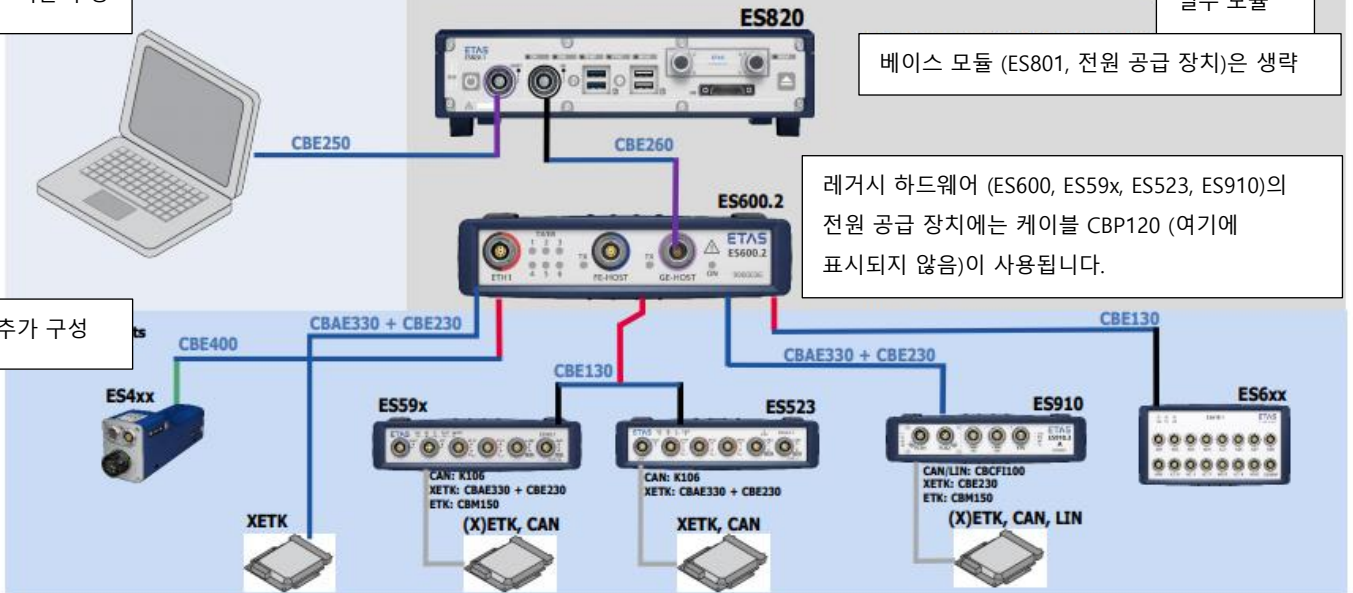 ES820
베이스 모듈 (ES801, 전원 공급 장치)은 생략
CBE250
CBE260
레거시 하드웨어 (ES600, ES59x, ES523, ES910)의
전원 공급 장치에는 케이블 CBP120 (여기에
표시되지 않음)이 사용됩니다.
ES600.2
ETAS
ES600.2
ETH1
FE-HOST
GE-HOST
ON
추가 구성
ts
CBAE330 + CBE230
CBE400
CBE130
CBAE330 + CBE230
CBE130
ES4xx
ES59x
ES523
ES910
ES6xx
ETAS
ETAS
ETAS
CAN: K106
XETK: CBAE330 + CBE230
ETK: CBM150
CAN: K106
XETK: CBAE330 + CBE230
CAN/LIN: CBCFI100
XETK: CBE230
ETK: CBM150
XETK
(X)ETK, CAN
XETK, CAN
(X)ETK, CAN, LIN